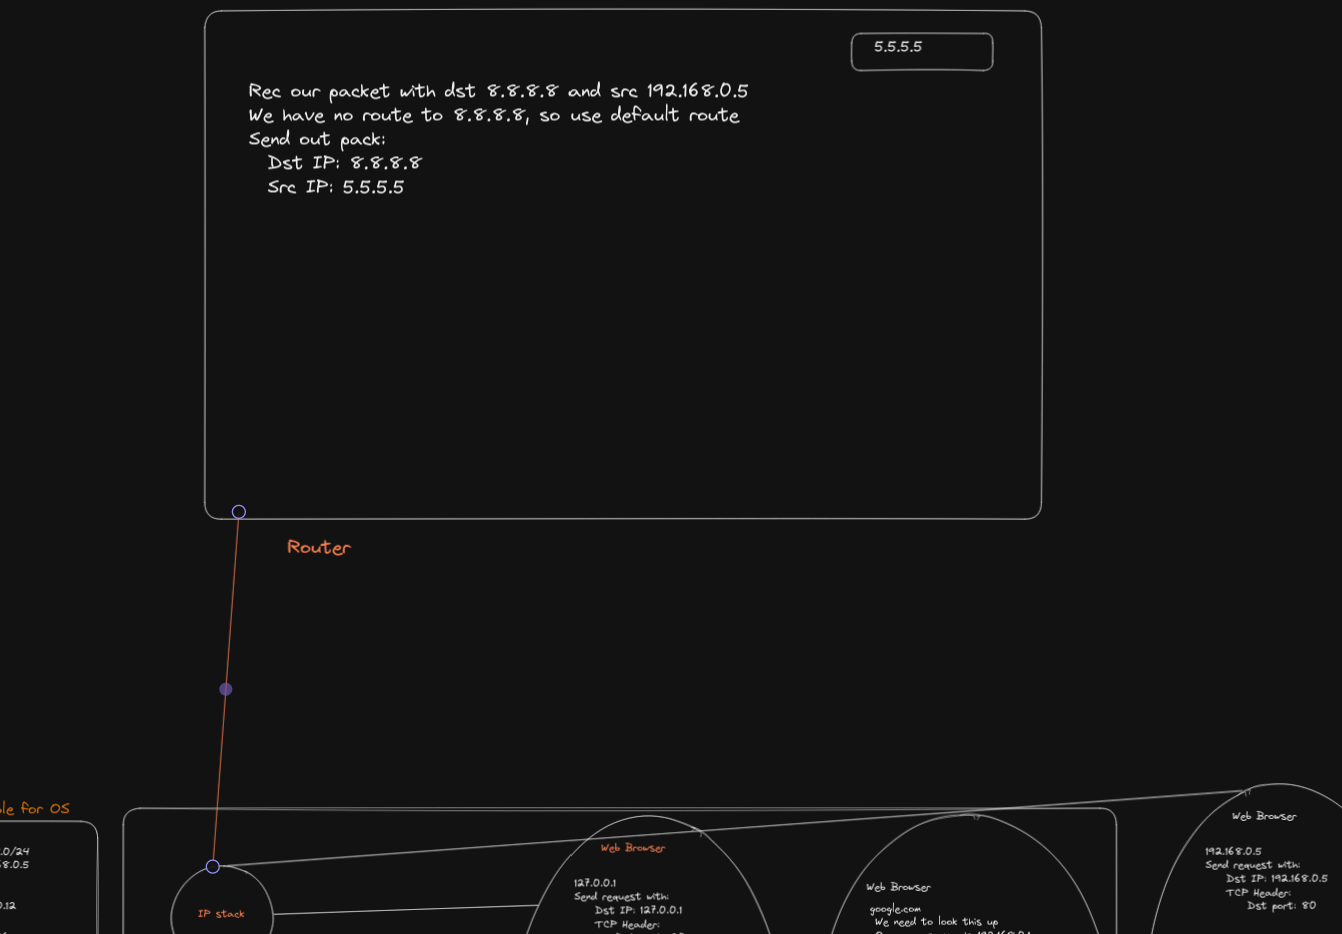 5.5.5.5
Rec our packet with dst 8.8.8.8 and src 192.168.0.5
We have no route to 8.8.8.8, so use default route
Send out pack:
Dst IP: 8.8.8.8
Src IP: 5.5.5.5
Router
le for OS
.0/24
8.0.5
0.12
IP stack
Web Browser
127.0.0.1
Send request with:
Dst IP: 127.0.0.1
TCP Header:
Web Browser
google.com
We need to look this up
Web Browser
192.168.0.5
Send request with:
Dst IP: 192.168.0.5
TCP Header:
Dst port: 80